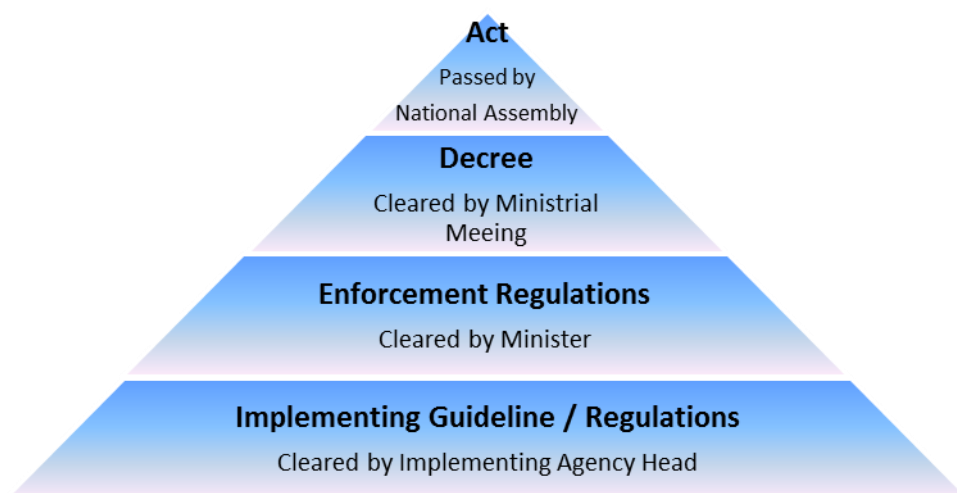 Act
Passed by
National Assembly
Decree
Cleared by Ministrial
Meeing
Enforcement Regulations
Cleared by Minister
Implementing Guideline / Regulations
Cleared by Implementing Agency Head